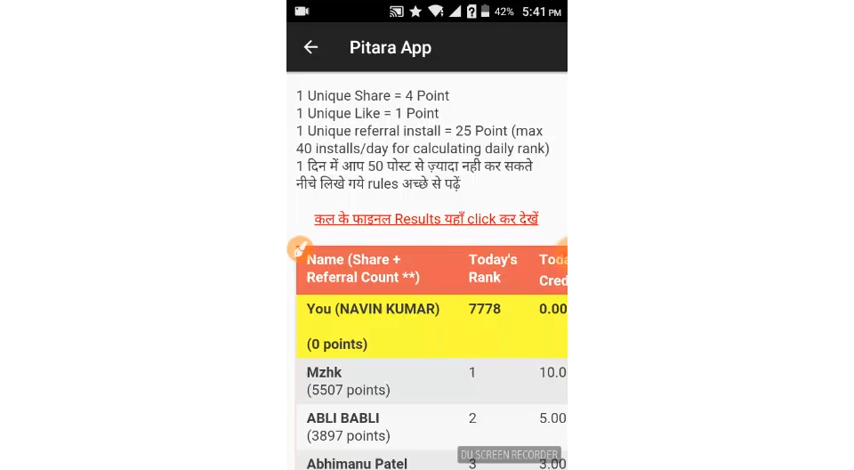 42% 5:41 PM
Pitara App
1 Unique Share = 4 Point
1 Unique Like = 1 Point
1 Unique referral install = 25 Point (max
40 installs/day for calculating daily rank)
1 दिन में आप 50 पोस्ट से ज़्यादा नही कर सकते
नीचे लिखे गये rules अच्छे से पढ़ें
कल के फाइनल Results यहाँ click कर देखें
Name (Share + Today's
Referral Count **) Rank Cred
You (NAVIN KUMAR) 7778 0.00
(0 points)
Mzhk 1 10.0
(5507 points)
ABLI BABLI 2 5.00
(3897 points)
DU SCREEN RECORDER
Abhimanu Patel 3 3.00